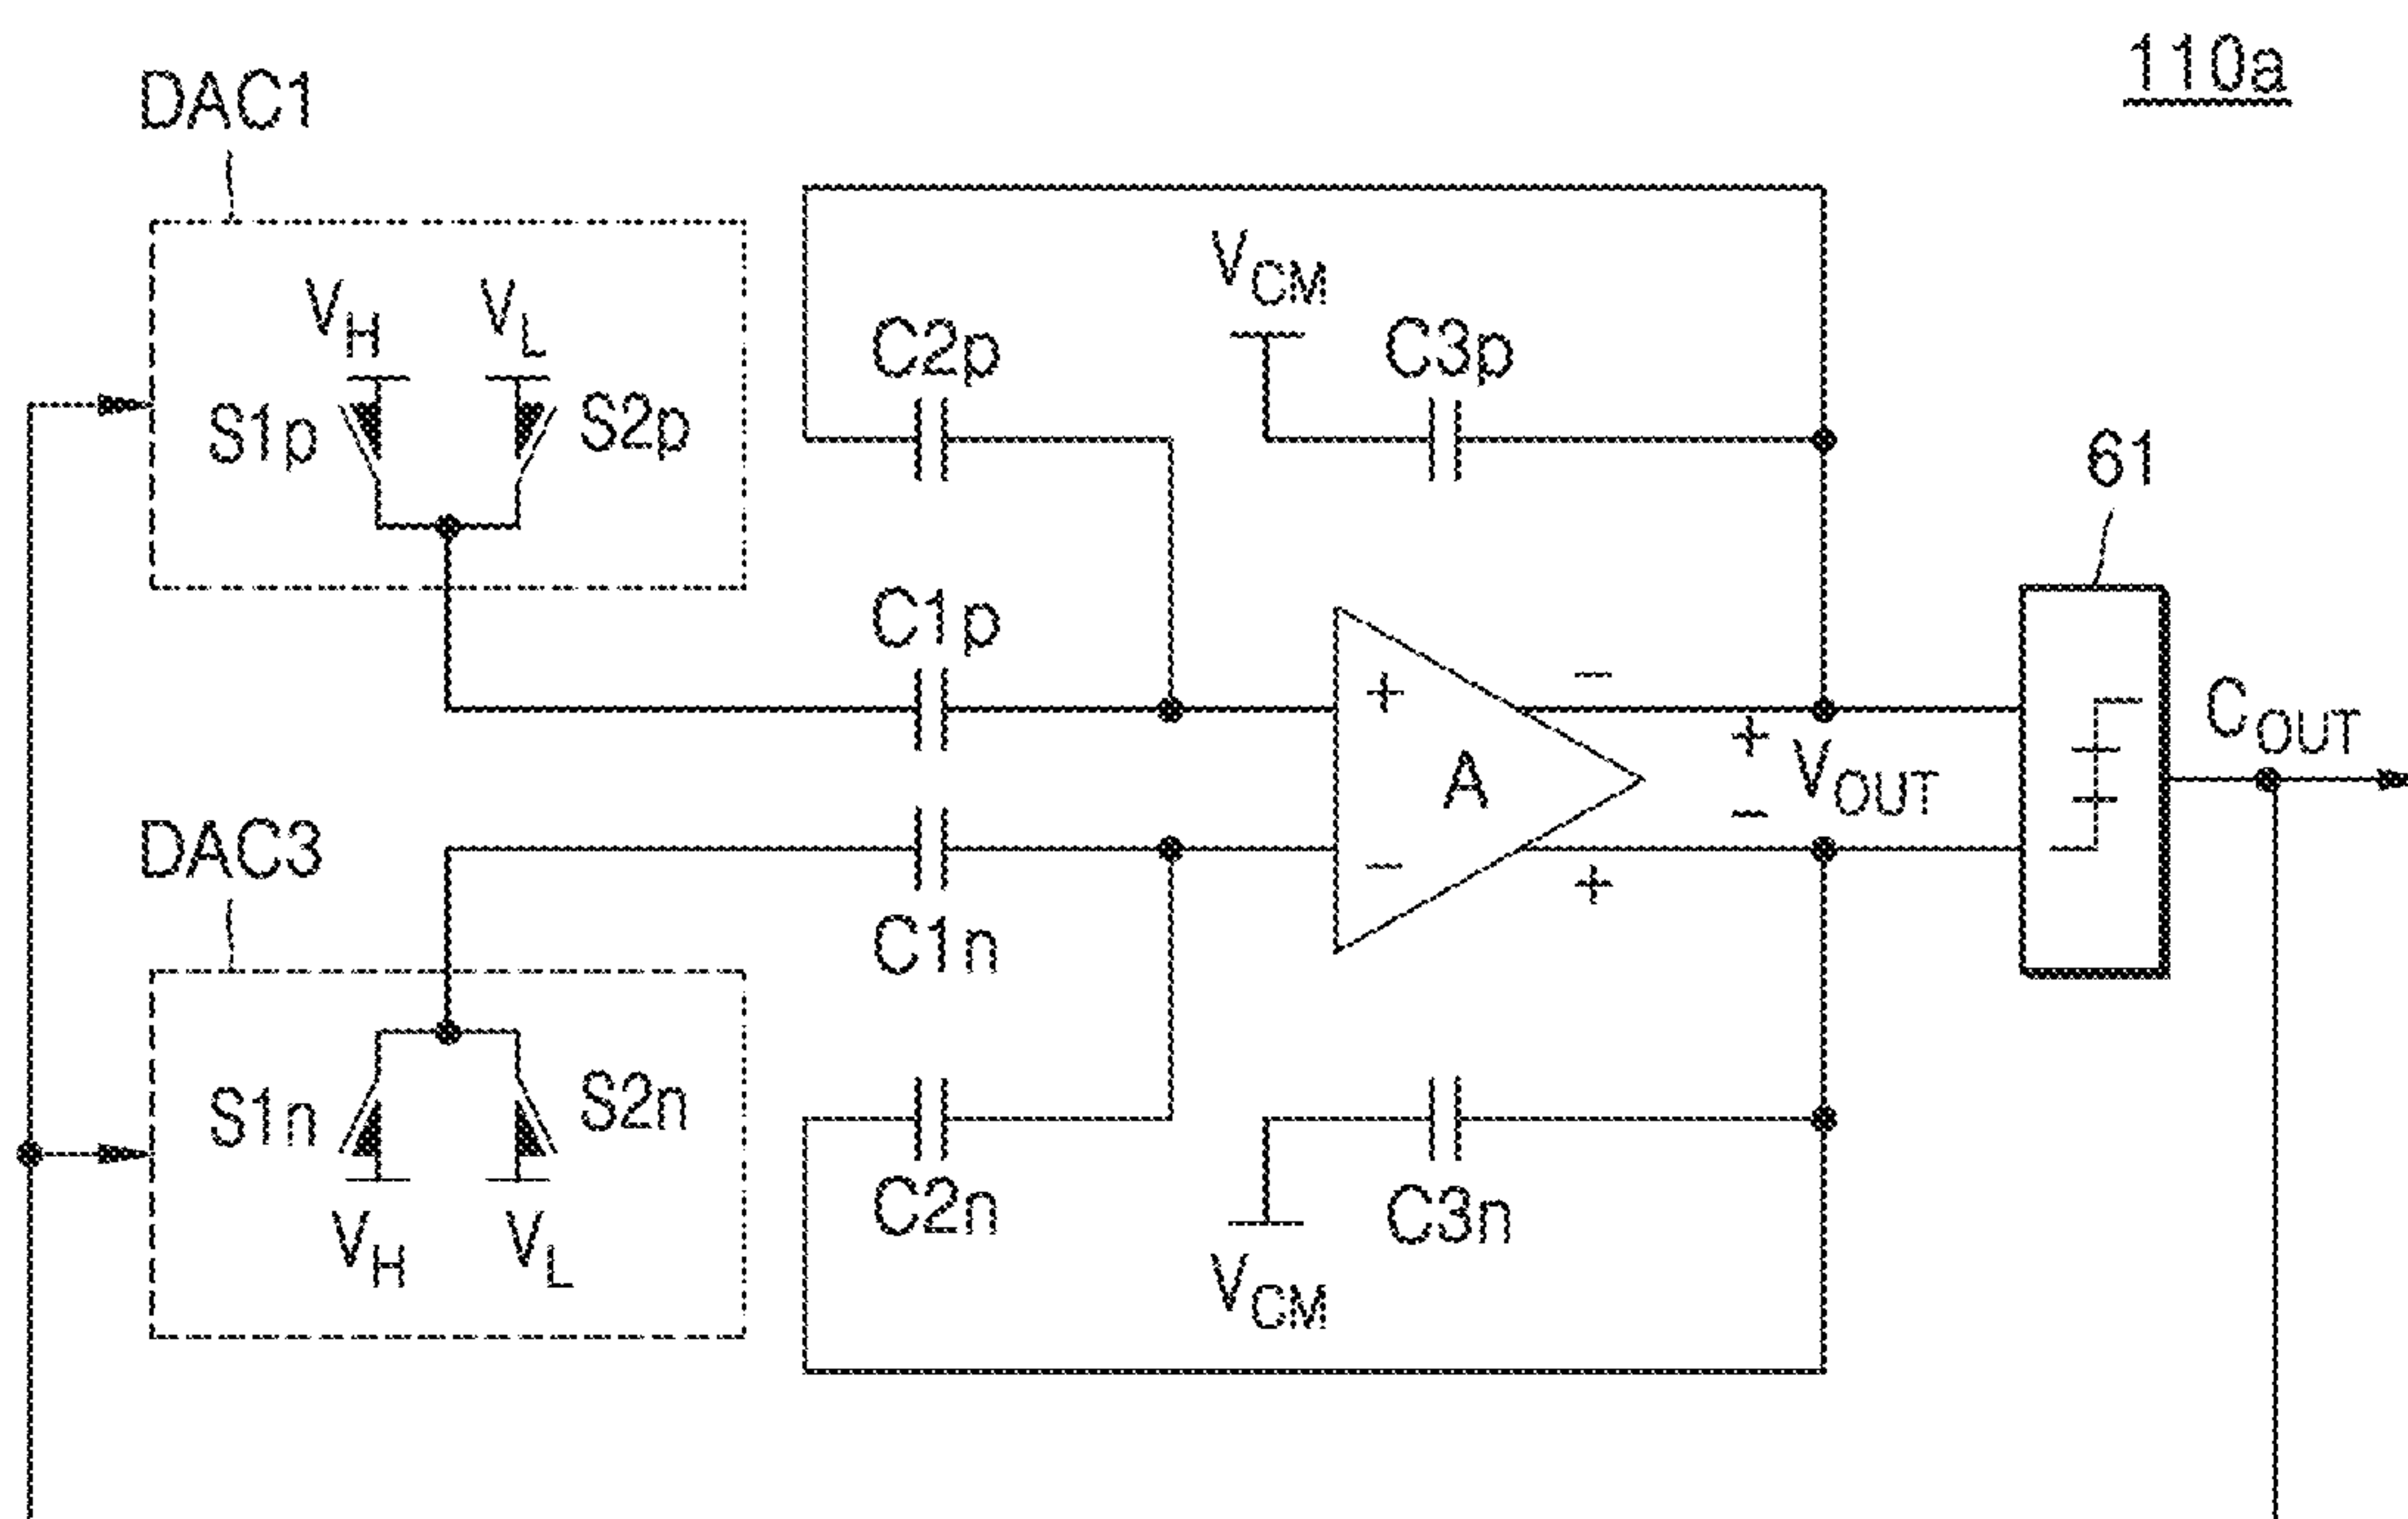 110a
DAC1
V_H V_L
S1p S2p
C2p
V_CM
C3p
61
C1p
+
−
A
+
V_OUT
−
C_OUT
−
+
DAC3
C1n
S1n S2n
V_H V_L
C2n
C3n
V_CM